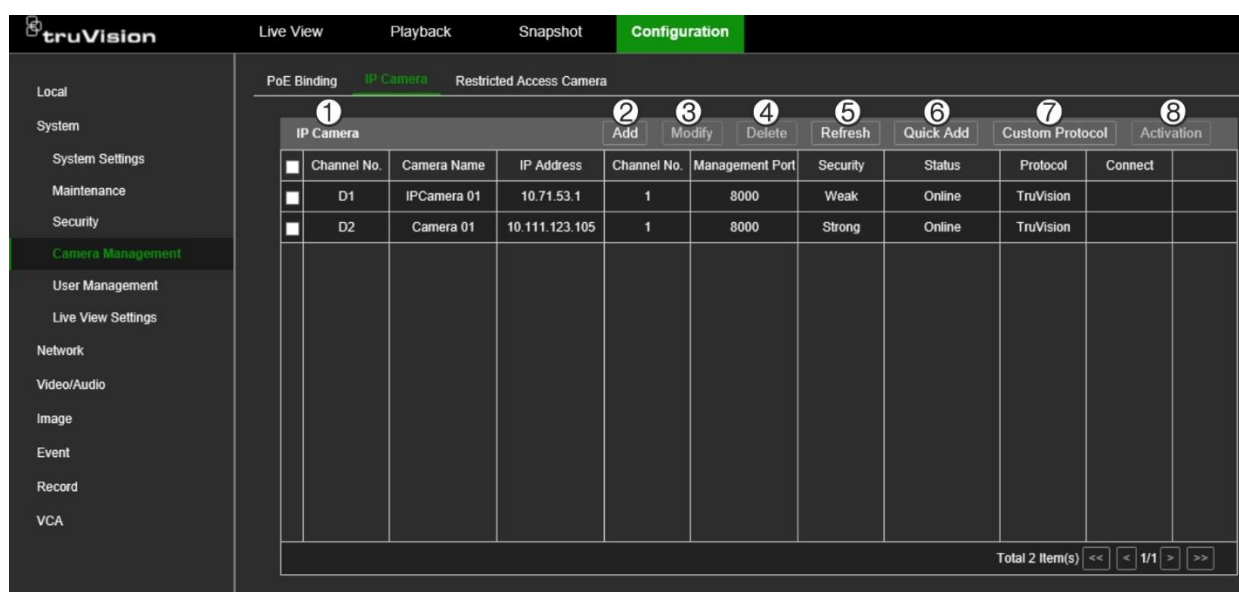 truVision Live View Playback Snapshot Configuration
PoE Binding IP Camera Restricted Access Camera
Local
System
System Settings
Maintenance
Security
Camera Management
User Management
Live View Settings
Network
Video/Audio
Image
Event
Record
VCA
1 2 3 4 5 6 7 8
IP Camera Add Modify Delete Refresh Quick Add Custom Protocol Activation
Channel No. Camera Name IP Address Channel No. Management Port Security Status Protocol Connect
D1 IPCamera 01 10.71.53.1 1 8000 Weak Online TruVision
D2 Camera 01 10.111.123.105 1 8000 Strong Online TruVision
Total 2 Item(s) << < 1/1 > >>